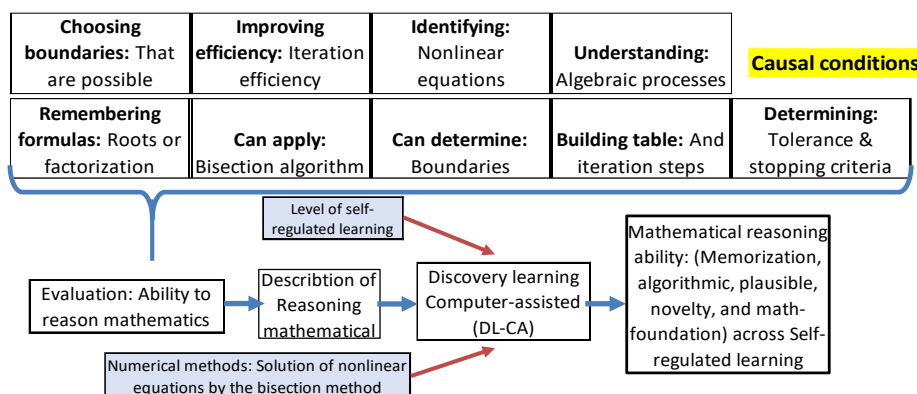 Choosing
boundaries: That
are possible
Improving
efficiency: Iteration
efficiency
Identifying:
Nonlinear
equations
Understanding:
Algebraic processes
Causal conditions
Remembering
formulas: Roots or
factorization
Can apply:
Bisection algorithm
Can determine:
Boundaries
Building table: And
iteration steps
Determining:
Tolerance &
stopping criteria
Level of self-
regulated learning
Evaluation: Ability to
reason mathematics
Describtion of
Reasoning
mathematical
Discovery learning
Computer-assisted
(DL-CA)
Mathematical reasoning
ability: (Memorization,
algorithmic, plausible,
novelty, and math-
foundation) across Self-
regulated learning
Numerical methods: Solution of nonlinear
equations by the bisection method